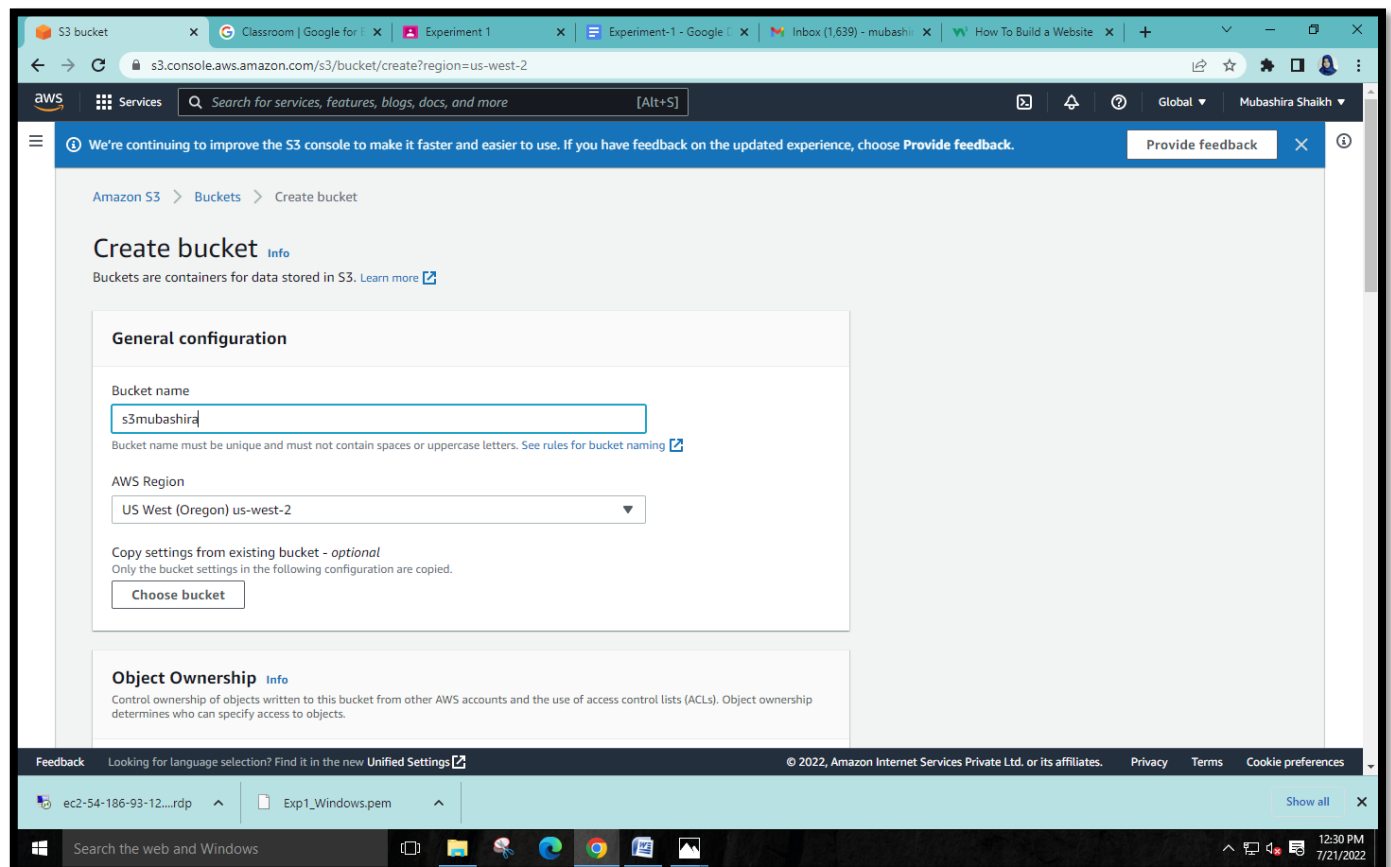 S3 bucket
Classroom | Google for E
Experiment 1
Experiment-1 - Google D
Inbox (1,639) - mubashir
How To Build a Website
s3.console.aws.amazon.com/s3/bucket/create?region=us-west-2
aws
Services
Search for services, features, blogs, docs, and more
[Alt+S]
Global
Mubashira Shaikh
We're continuing to improve the S3 console to make it faster and easier to use. If you have feedback on the updated experience, choose Provide feedback.
Provide feedback
Amazon S3
Buckets
Create bucket
Create bucket Info
Buckets are containers for data stored in S3. Learn more
General configuration
Bucket name
s3mubashira
Bucket name must be unique and must not contain spaces or uppercase letters. See rules for bucket naming
AWS Region
US West (Oregon) us-west-2
Copy settings from existing bucket - optional
Only the bucket settings in the following configuration are copied.
Choose bucket
Object Ownership Info
Control ownership of objects written to this bucket from other AWS accounts and the use of access control lists (ACLs). Object ownership
determines who can specify access to objects.
Feedback
Looking for language selection? Find it in the new Unified Settings
© 2022, Amazon Internet Services Private Ltd. or its affiliates.
Privacy
Terms
Cookie preferences
ec2-54-186-93-12....rdp
Exp1_Windows.pem
Show all
Search the web and Windows
12:30 PM
7/21/2022